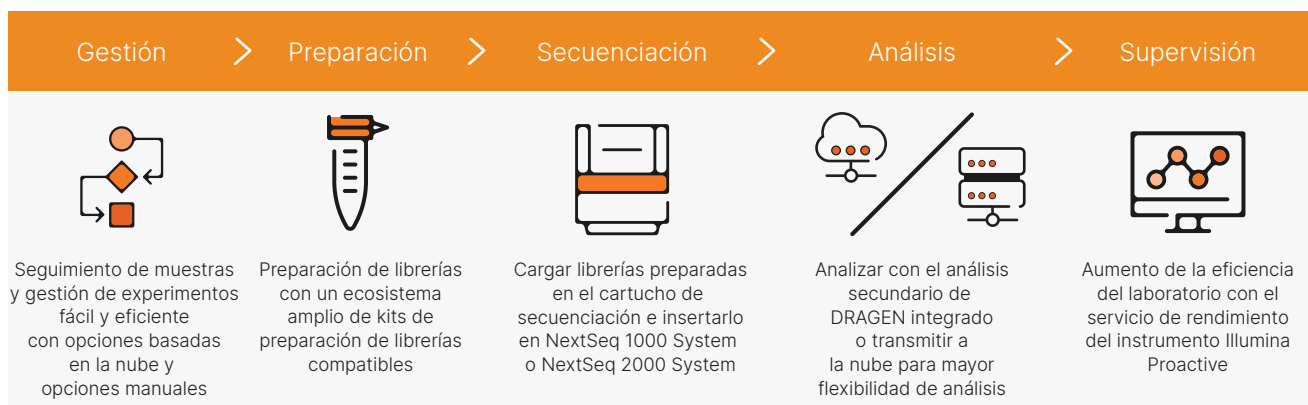 Gestión
Preparación
Secuenciación
Análisis
Supervisión
Seguimiento de muestras
y gestión de experimentos
fácil y eficiente
con opciones basadas
en la nube y
opciones manuales
Preparación de librerías
con un ecosistema
amplio de kits de
preparación de librerías
compatibles
Cargar librerías preparadas
en el cartucho de
secuenciación e insertarlo
en NextSeq 1000 System
o NextSeq 2000 System
Analizar con el análisis
secundario de
DRAGEN integrado
o transmitir a
la nube para mayor
flexibilidad de análisis
Aumento de la eficiencia
del laboratorio con el
servicio de rendimiento
del instrumento Illumina
Proactive